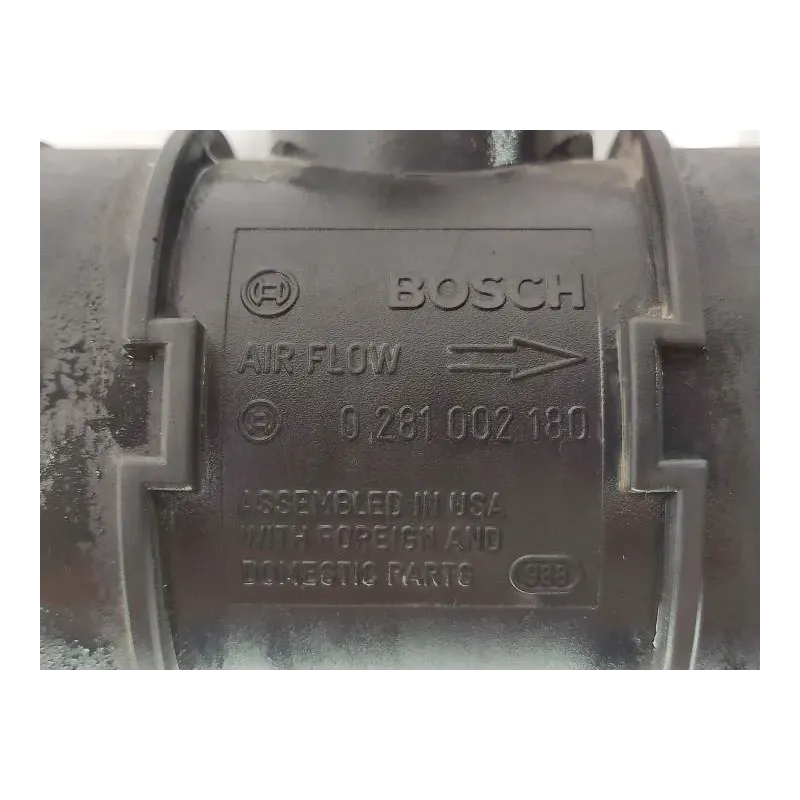 BOSCH
AIR FLOW
0 281 002 180
ASSEMBLED IN USA
WITH FOREIGN AND
DOMESTIC PARTS